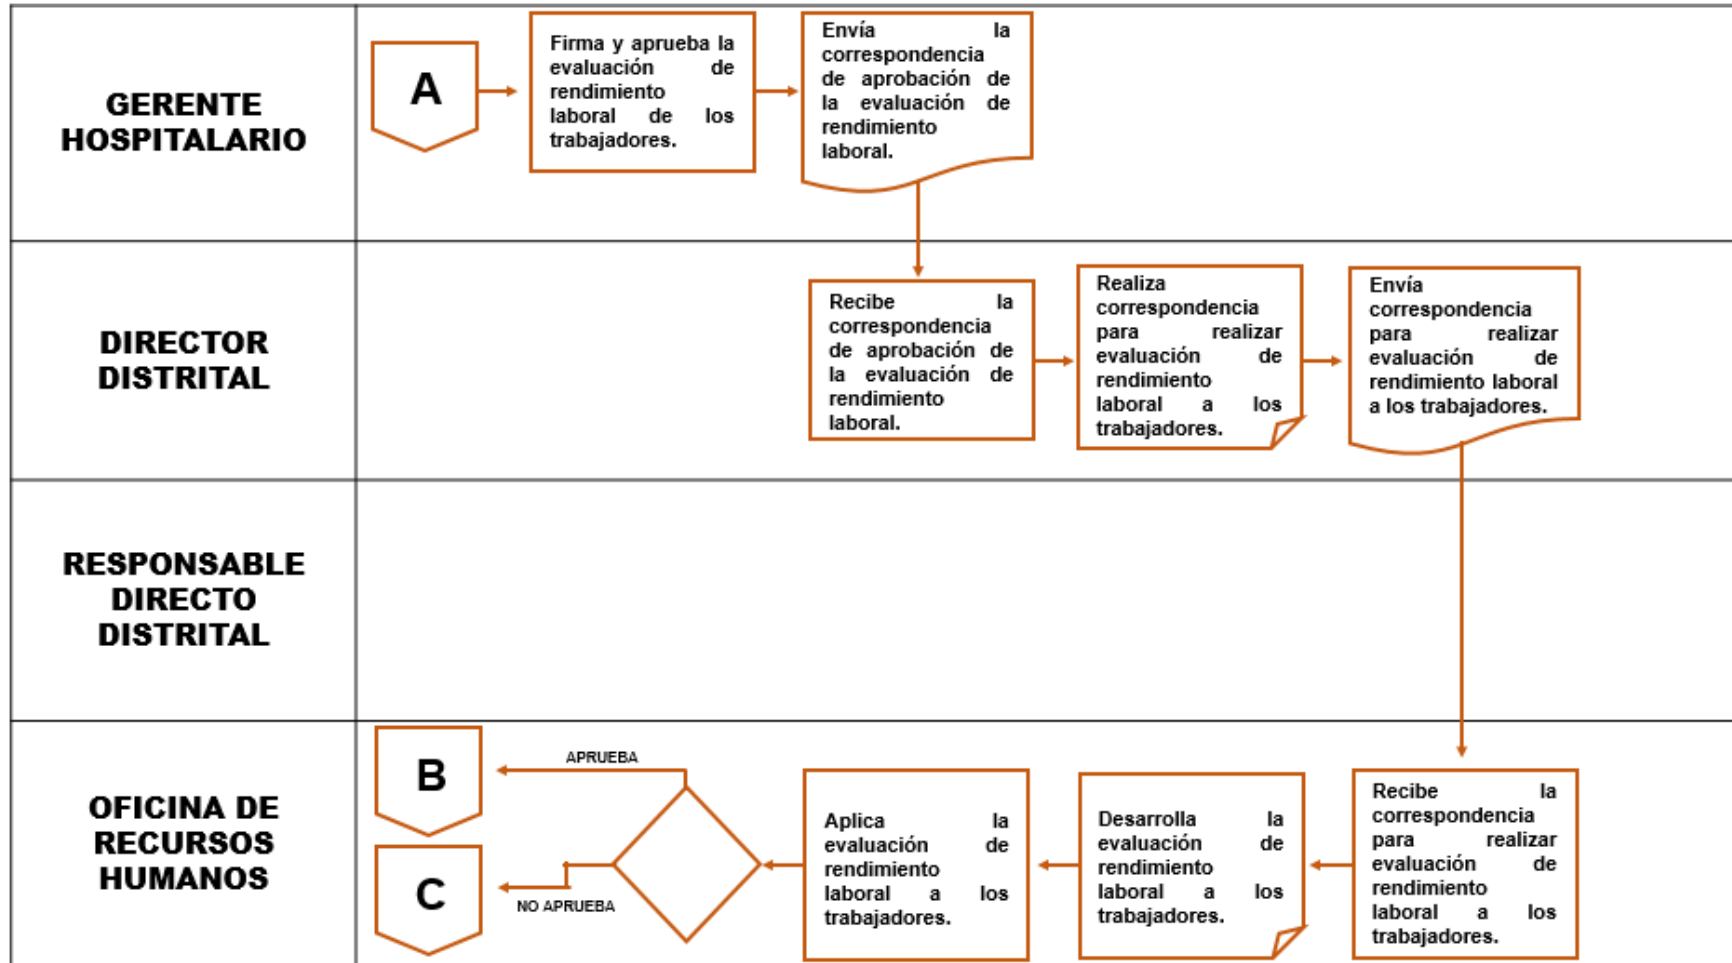 GERENTE
HOSPITALARIO
A
Firma y aprueba la
evaluación de
rendimiento
laboral de los
trabajadores.
Envía la
correspondencia
de aprobación de
la evaluación de
rendimiento
laboral.
DIRECTOR
DISTRITAL
Recibe la
correspondencia
de aprobación de
la evaluación de
rendimiento
laboral.
Realiza
correspondencia
para realizar
evaluación de
rendimiento
laboral a los
trabajadores.
Envía
correspondencia
para realizar
evaluación de
rendimiento laboral
a los trabajadores.
RESPONSABLE
DIRECTO
DISTRITAL
OFICINA DE
RECURSOS
HUMANOS
B
APRUEBA
C
NO APRUEBA
Aplica la
evaluación de
rendimiento
laboral a los
trabajadores.
Desarrolla la
evaluación de
rendimiento
laboral a los
trabajadores.
Recibe la
correspondencia
para realizar
evaluación de
rendimiento
laboral a los
trabajadores.